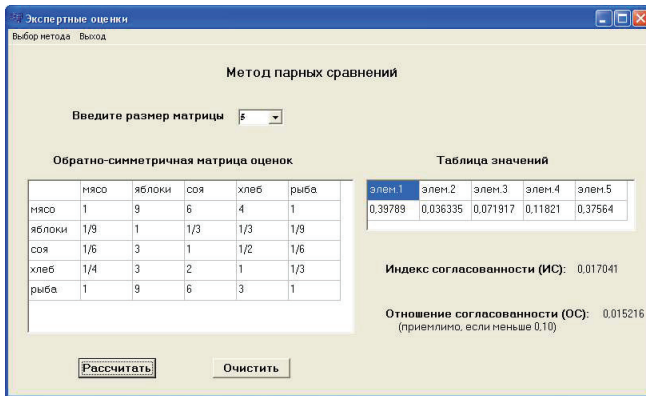 Экспертные оценки
Выбор метода Выход
Метод парных сравнений
Введите размер матрицы 5
Обратно-симметричная матрица оценок
мясо яблоки соя хлеб рыба
мясо 1 9 6 4 1
яблоки 1/9 1 1/3 1/3 1/9
соя 1/6 3 1 1/2 1/6
хлеб 1/4 3 2 1 1/3
рыба 1 9 6 3 1
Таблица значений
элем.1 элем.2 элем.3 элем.4 элем.5
0,39789 0,036335 0,071917 0,11821 0,37564
Индекс согласованности (ИС): 0,017041
Отношение согласованности (ОС): 0,015216
(приемлимо, если меньше 0,10)
Рассчитать Очистить